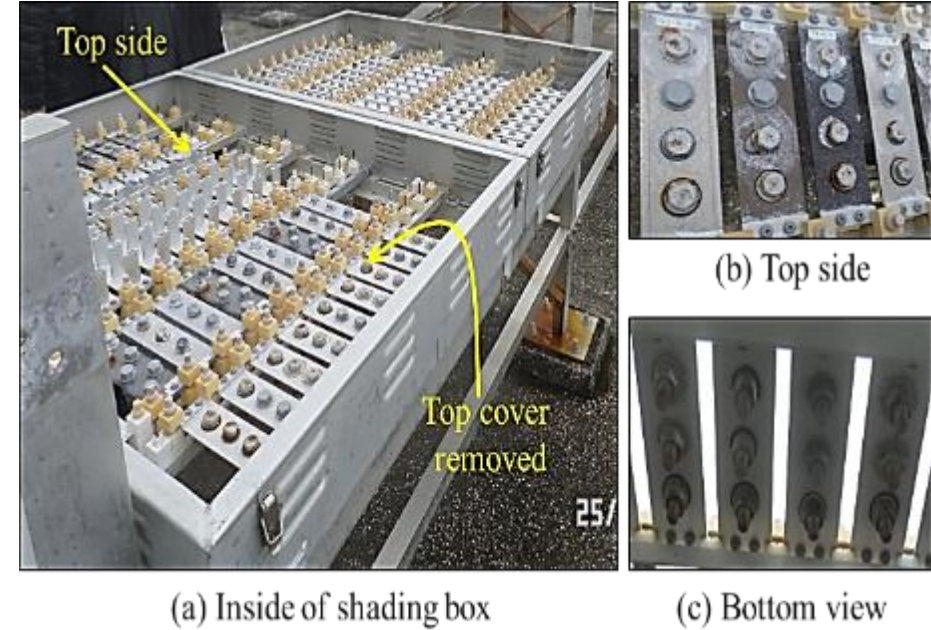 Top side
Top cover
removed
25/
(a) Inside of shading box
(b) Top side
(c) Bottom view